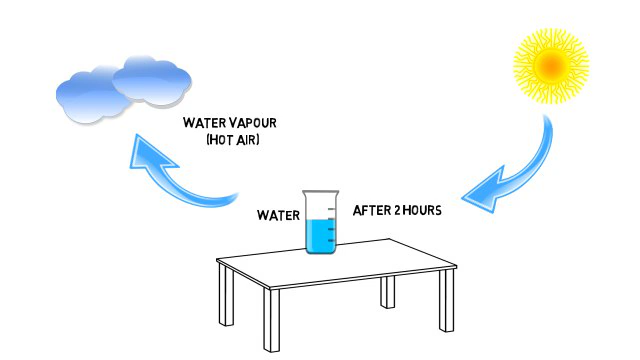 WATER VAPOUR
(HOT AIR)
WATER
AFTER 2 HOURS